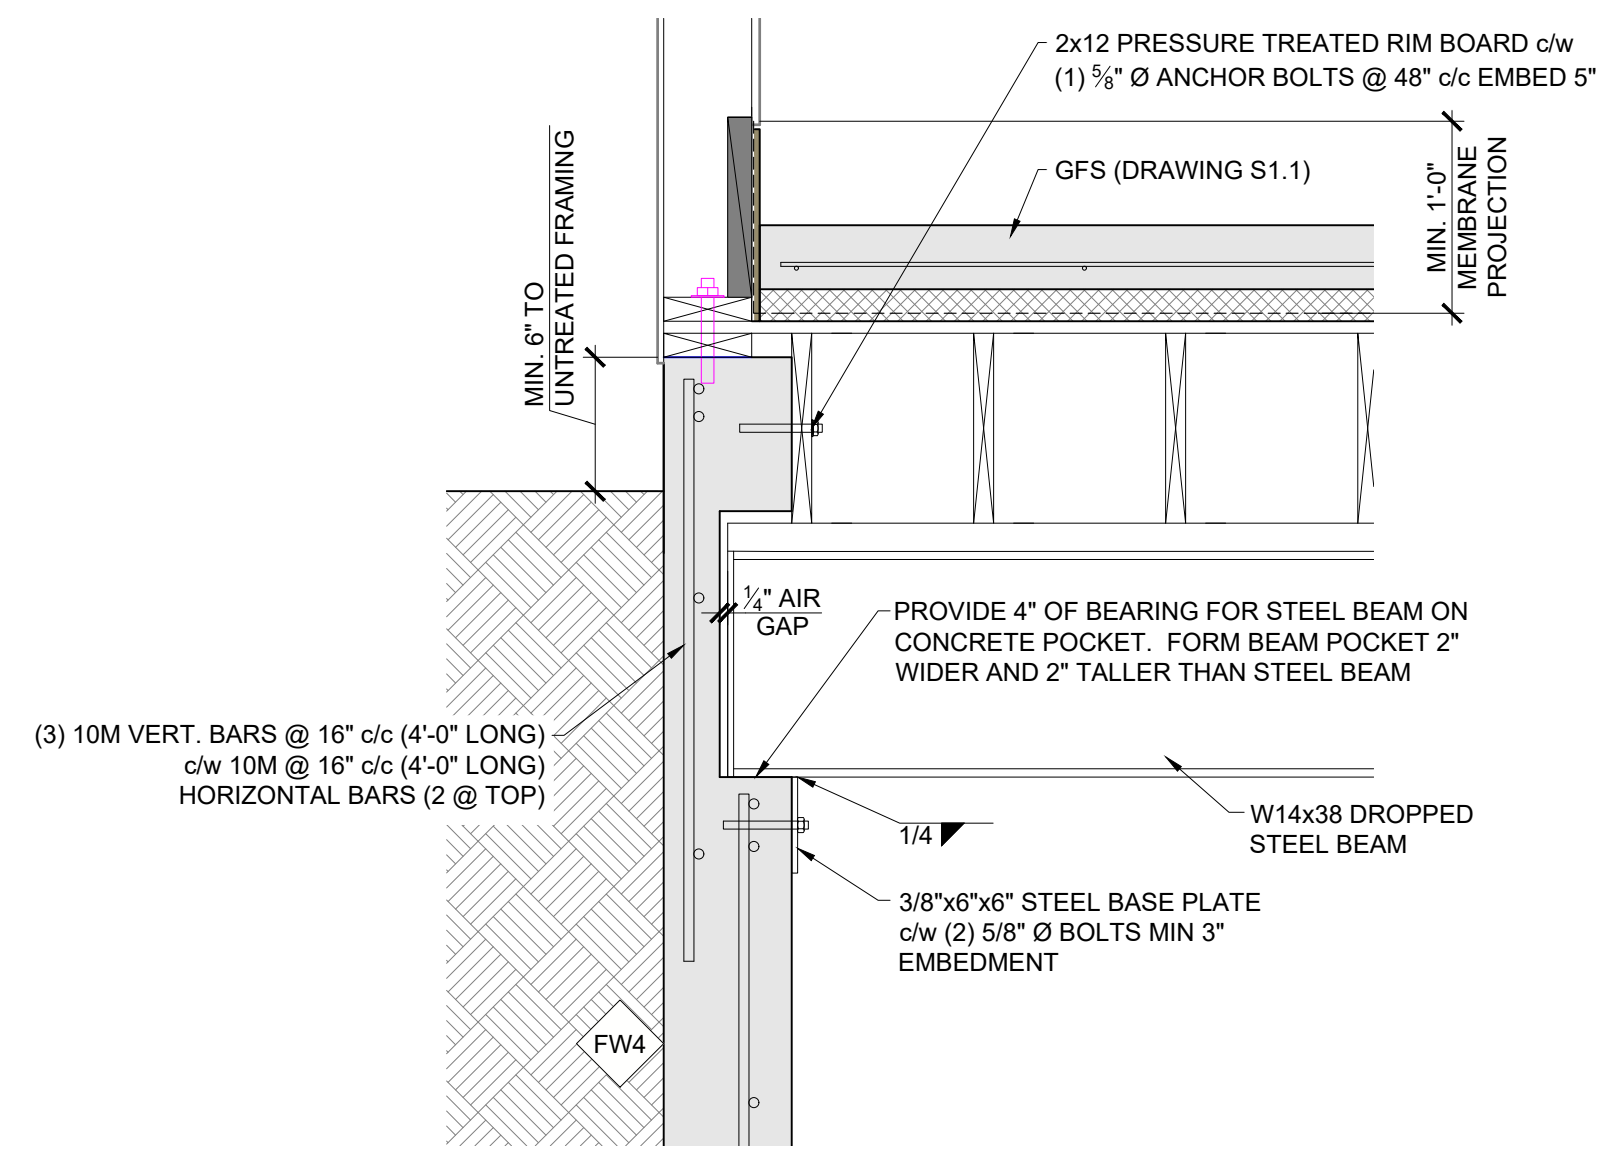 2x12 PRESSURE TREATED RIM BOARD c/w
(1) ⅝" Ø ANCHOR BOLTS @ 48" c/c EMBED 5"
GFS (DRAWING S1.1)
MIN. 1'-0"
MEMBRANE
PROJECTION
MIN. 6" TO
UNTREATED FRAMING
¼" AIR
GAP
PROVIDE 4" OF BEARING FOR STEEL BEAM ON
CONCRETE POCKET. FORM BEAM POCKET 2"
WIDER AND 2" TALLER THAN STEEL BEAM
(3) 10M VERT. BARS @ 16" c/c (4'-0" LONG)
c/w 10M @ 16" c/c (4'-0" LONG)
HORIZONTAL BARS (2 @ TOP)
W14x38 DROPPED
STEEL BEAM
1/4
3/8"x6"x6" STEEL BASE PLATE
c/w (2) 5/8" Ø BOLTS MIN 3"
EMBEDMENT
FW4